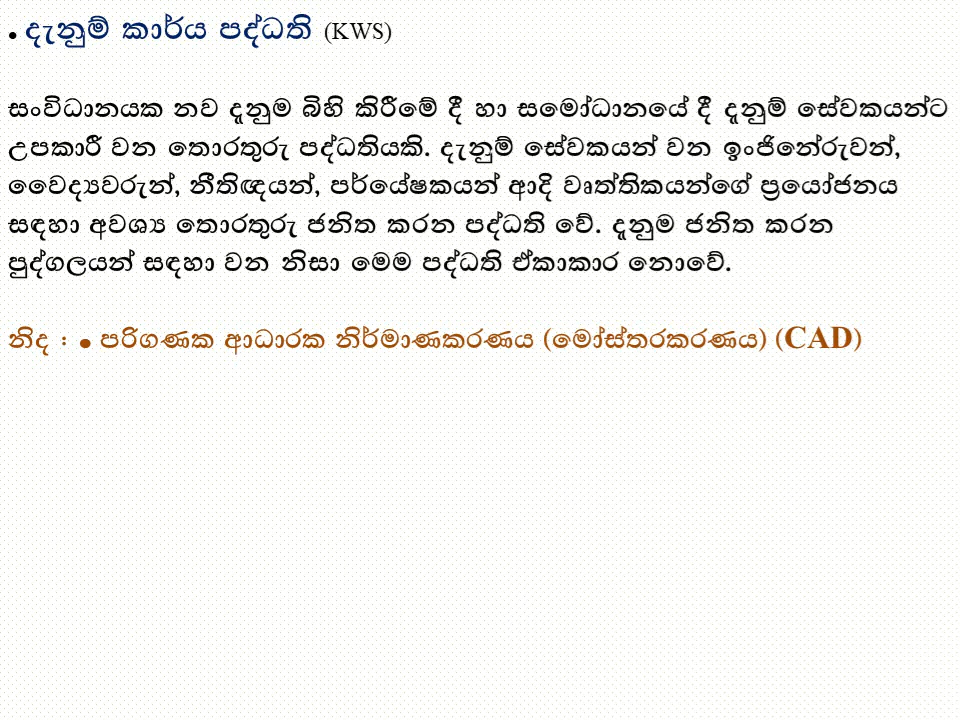 • දැනුම් කාර්ය පද්ධති (KWS)
සංවිධානයක නව දැනුම බිහි කිරීමේ දී හා සමෝධානයේ දී දැනුම් සේවකයන්ට
උපකාරී වන තොරතුරු පද්ධතියකි. දැනුම් සේවකයන් වන ඉංජිනේරුවන්,
වෛද්‍යවරුන්, නීතිඥයන්, පර්යේෂකයන් ආදි වෘත්තිකයන්ගේ ප්‍රයෝජනය
සඳහා අවශ්‍ය තොරතුරු ජනිත කරන පද්ධති වේ. දැනුම ජනිත කරන
පුද්ගලයන් සඳහා වන නිසා මෙම පද්ධති ඒකාකාර නොවේ.
නිද : • පරිගණක ආධාරක නිර්මාණකරණය (මෝස්තරකරණය) (CAD)